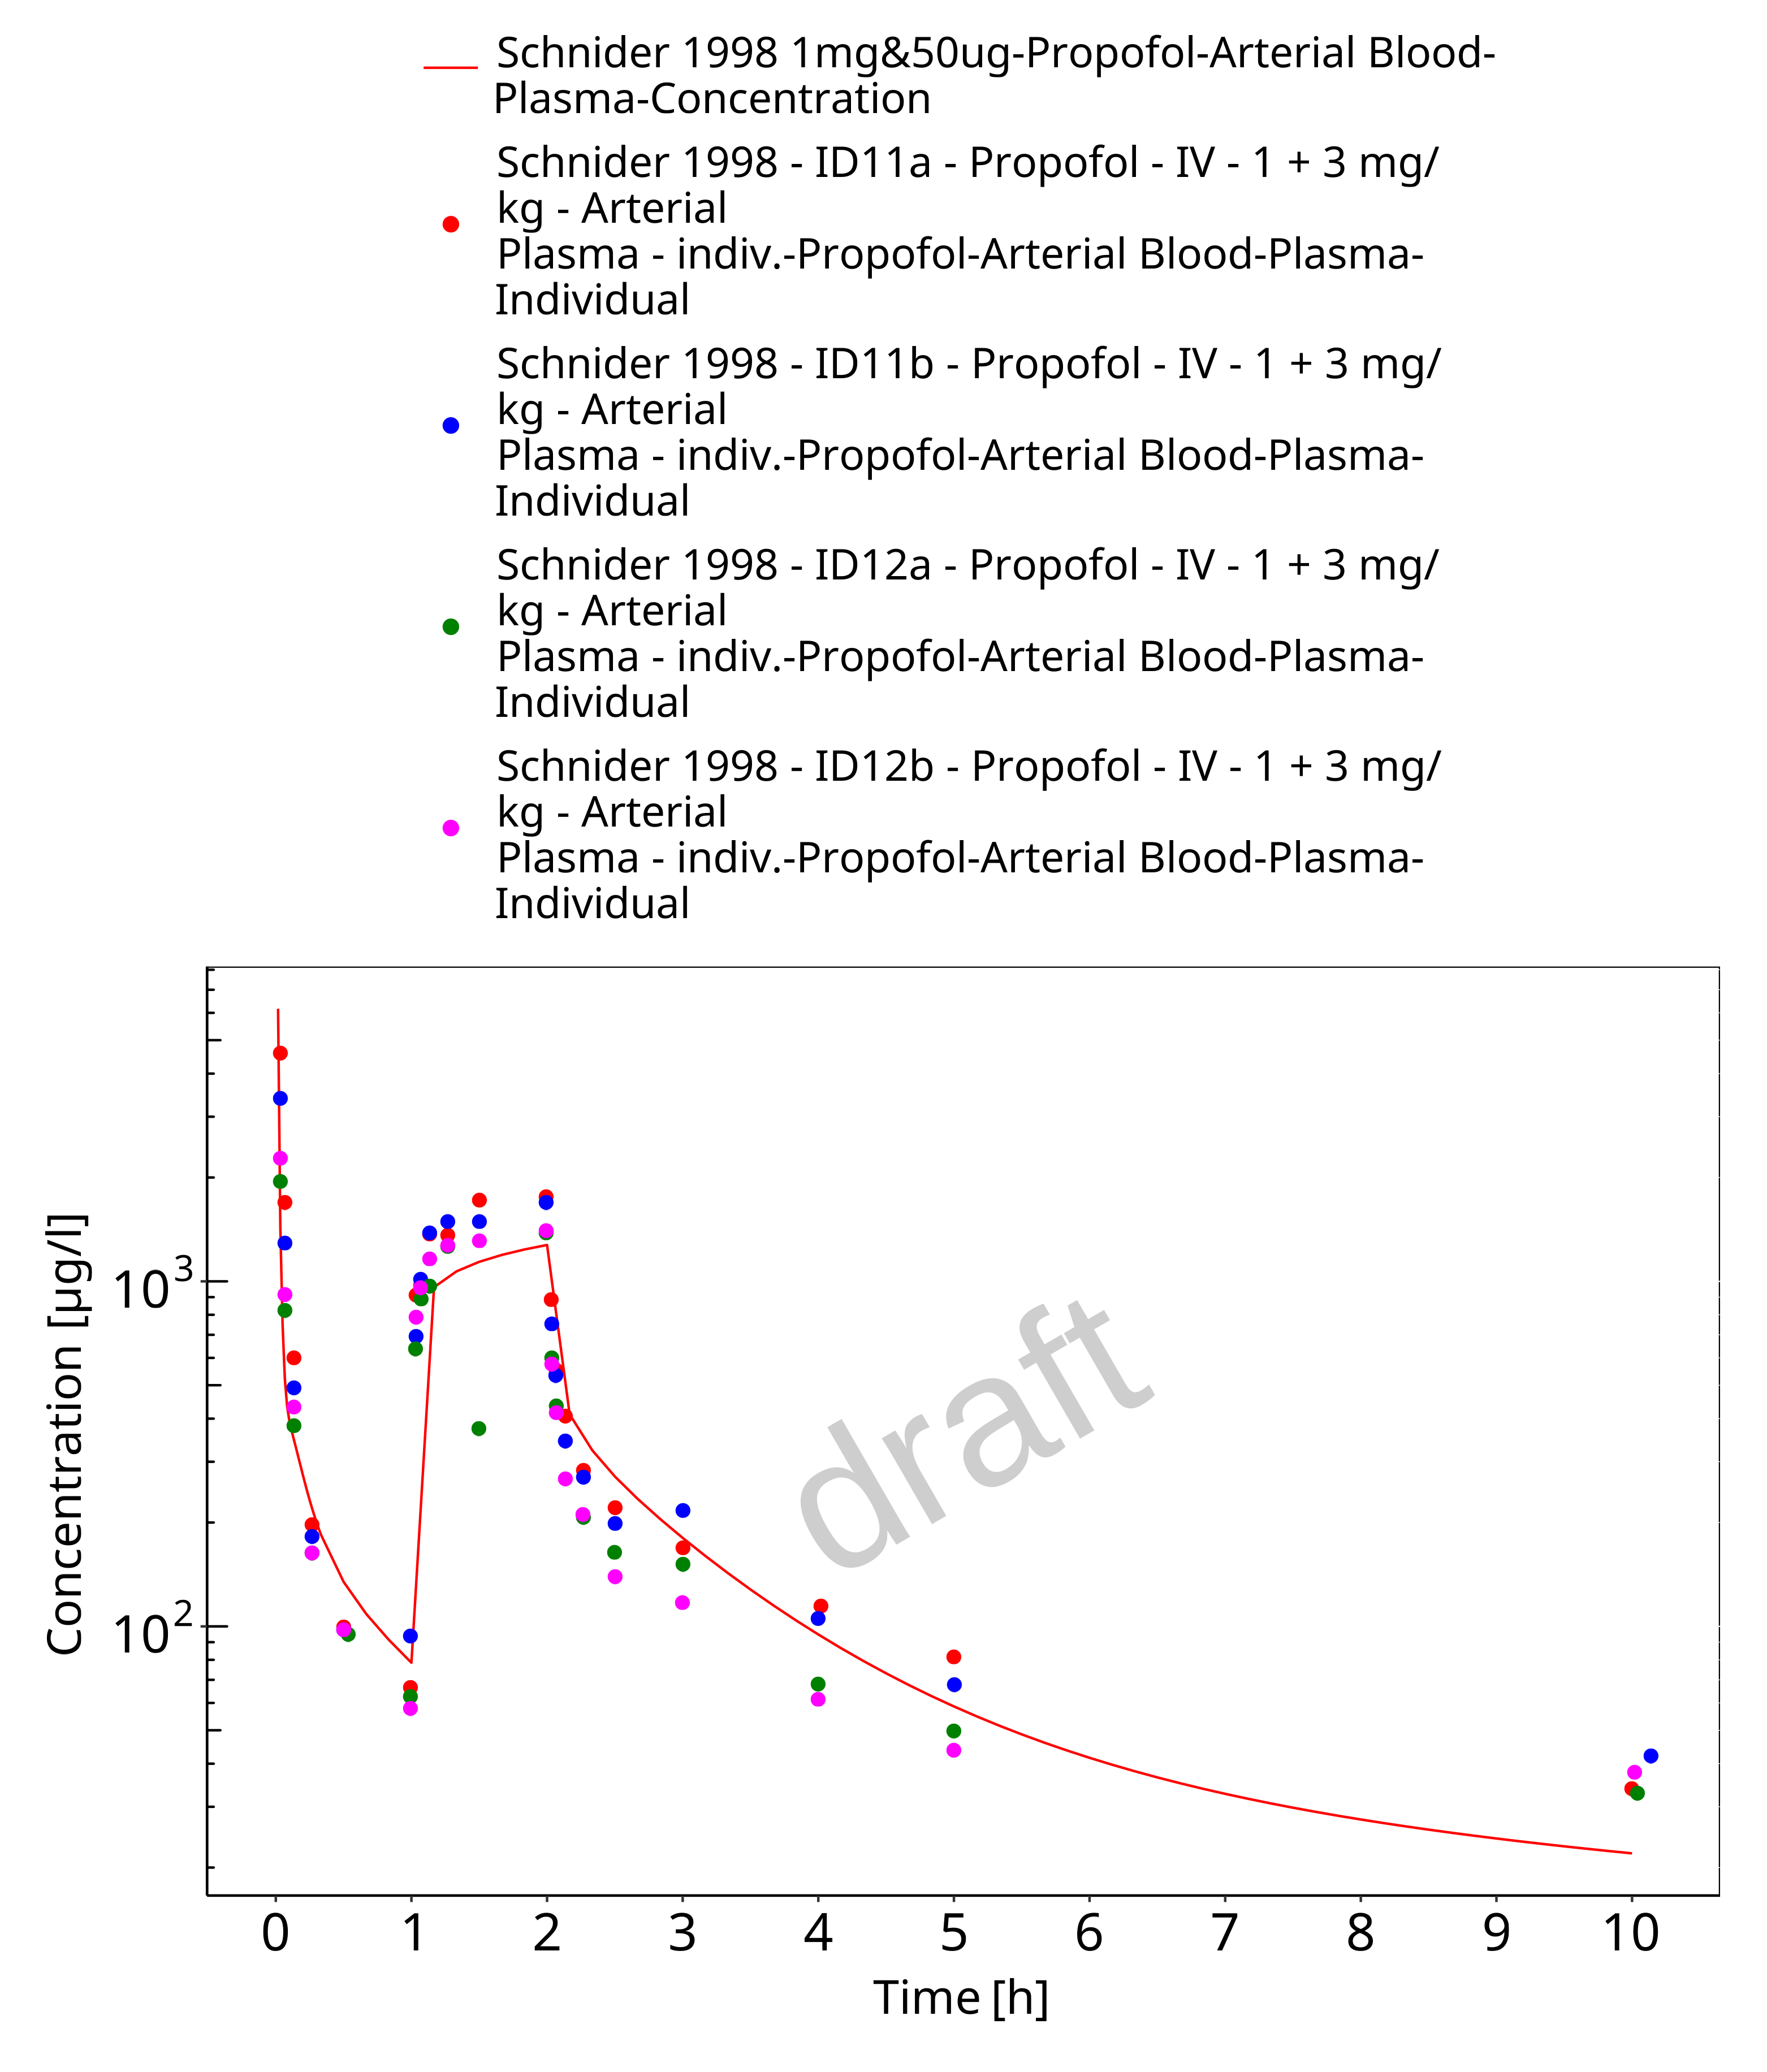 Schnider 1998 1mg&50ug-Propofol-Arterial Blood-
Plasma-Concentration
Schnider 1998 - ID11a - Propofol - IV - 1 + 3 mg/
kg - Arterial
Plasma - indiv.-Propofol-Arterial Blood-Plasma-
Individual
Schnider 1998 - ID11b - Propofol - IV - 1 + 3 mg/
kg - Arterial
Plasma - indiv.-Propofol-Arterial Blood-Plasma-
Individual
Schnider 1998 - ID12a - Propofol - IV - 1 + 3 mg/
kg - Arterial
Plasma - indiv.-Propofol-Arterial Blood-Plasma-
Individual
Schnider 1998 - ID12b - Propofol - IV - 1 + 3 mg/
kg - Arterial
Plasma - indiv.-Propofol-Arterial Blood-Plasma-
Individual
Concentration [µg/l]
10³
10²
draft
0 1 2 3 4 5 6 7 8 9 10
Time [h]